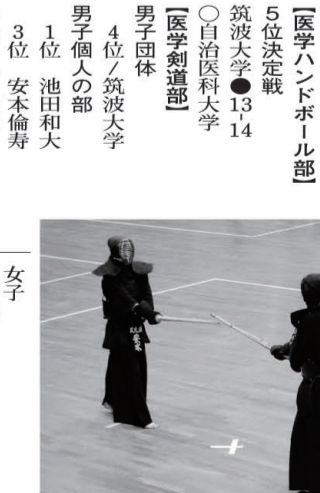 【医学ハンドボール部】
5位決定戦
筑波大学●13-14
○自治医科大学
【医学剣道部】
男子団体
4位/筑波大学
男子個人の部
1位 池田和大
3位 安本倫寿
女子